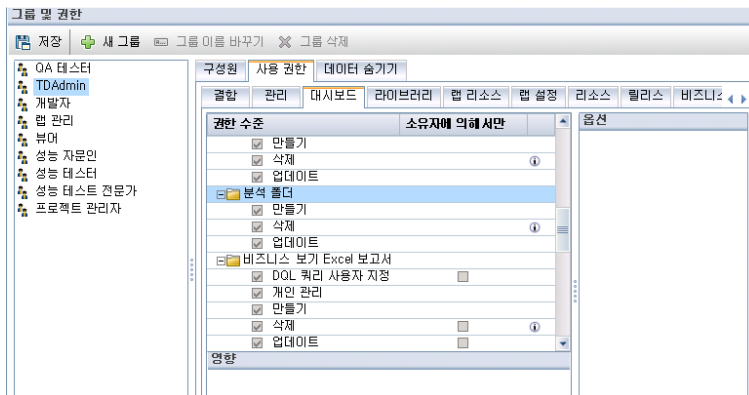 그룹 및 권한
저장 새 그룹 그룹 이름 바꾸기 그룹 삭제
QA 테스터
TDAdmin
개발자
랩 관리
뷰어
성능 자문인
성능 테스터
성능 테스트 전문가
프로젝트 관리자
구성원 사용 권한 데이터 숨기기
결함 관리 대시보드 라이브러리 랩 리소스 랩 설정 리소스 릴리스 비즈니스
권한 수준 소유자에 의해서만
만들기
삭제
업데이트
분석 폴더
만들기
삭제
업데이트
비즈니스 보기 Excel 보고서
DQL 쿼리 사용자 지정
개인 관리
만들기
삭제
업데이트
영향
옵션